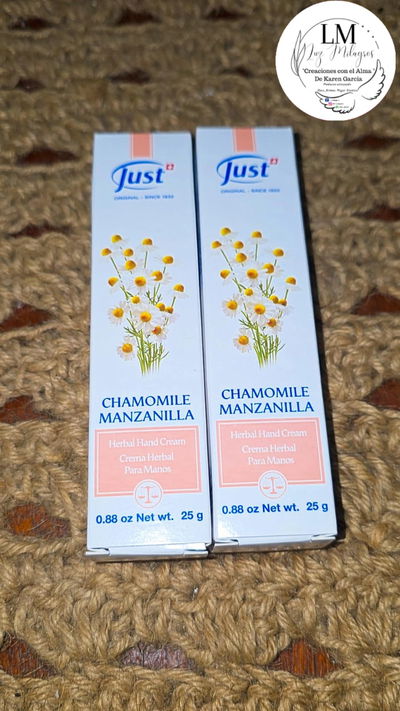 LM
Luz Milagros
"Creaciones con el Alma"
De Karen Garcia
Just
ORIGINAL - SINCE 1930
CHAMOMILE
MANZANILLA
Herbal Hand Cream
Crema Herbal
Para Manos
0.88 oz Net wt. 25 g
Just
ORIGINAL - SINCE 1930
CHAMOMILE
MANZANILLA
Herbal Hand Cream
Crema Herbal
Para Manos
0.88 oz Net wt. 25 g